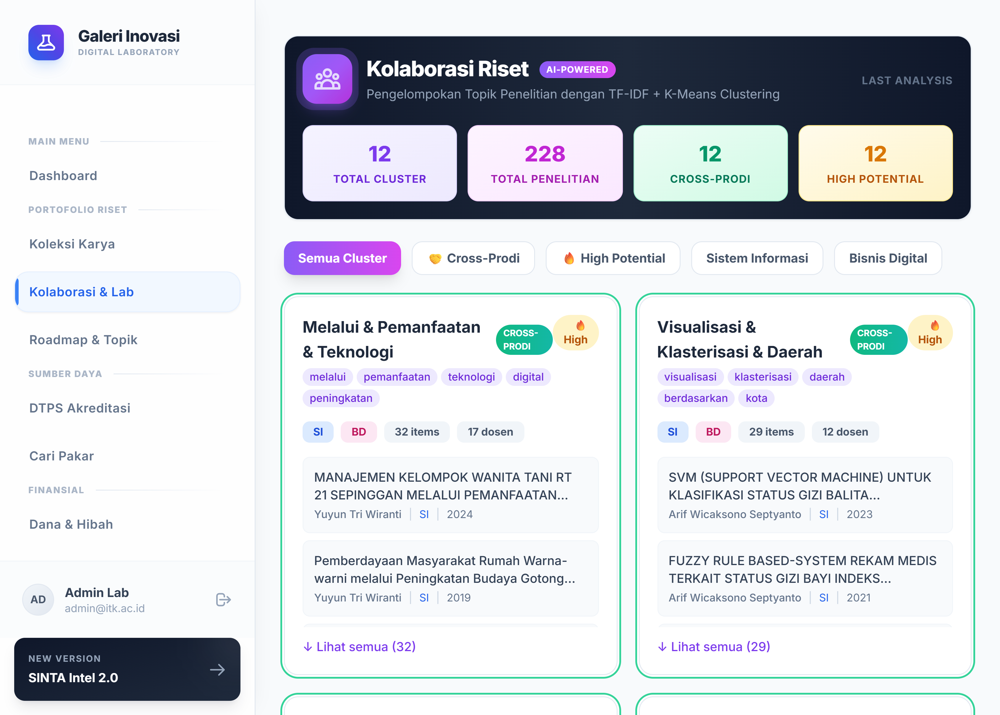 Galeri Inovasi
DIGITAL LABORATORY
MAIN MENU
Dashboard
PORTOFOLIO RISET
Koleksi Karya
Kolaborasi & Lab
Roadmap & Topik
SUMBER DAYA
DTPS Akreditasi
Cari Pakar
FINANSIAL
Dana & Hibah
AD
Admin Lab
admin@itk.ac.id
NEW VERSION
SINTA Intel 2.0
Kolaborasi Riset
AI-POWERED
Pengelompokan Topik Penelitian dengan TF-IDF + K-Means Clustering
LAST ANALYSIS
12
TOTAL CLUSTER
228
TOTAL PENELITIAN
12
CROSS-PRODI
12
HIGH POTENTIAL
Semua Cluster
🤝 Cross-Prodi
🔥 High Potential
Sistem Informasi
Bisnis Digital
Melalui & Pemanfaatan
& Teknologi
CROSS-
PRODI
🔥
High
melalui pemanfaatan teknologi digital
peningkatan
SI BD 32 items 17 dosen
MANAJEMEN KELOMPOK WANITA TANI RT
21 SEPINGGAN MELALUI PEMANFAATAN...
Yuyun Tri Wiranti | SI | 2024
Pemberdayaan Masyarakat Rumah Warna-
warni melalui Peningkatan Budaya Gotong...
Yuyun Tri Wiranti | SI | 2019
↓ Lihat semua (32)
Visualisasi &
Klasterisasi & Daerah
CROSS-
PRODI
🔥
High
visualisasi klasterisasi daerah
berdasarkan kota
SI BD 29 items 12 dosen
SVM (SUPPORT VECTOR MACHINE) UNTUK
KLASIFIKASI STATUS GIZI BALITA...
Arif Wicaksono Septyanto | SI | 2023
FUZZY RULE BASED-SYSTEM REKAM MEDIS
TERKAIT STATUS GIZI BAYI INDEKS...
Arif Wicaksono Septyanto | SI | 2021
↓ Lihat semua (29)